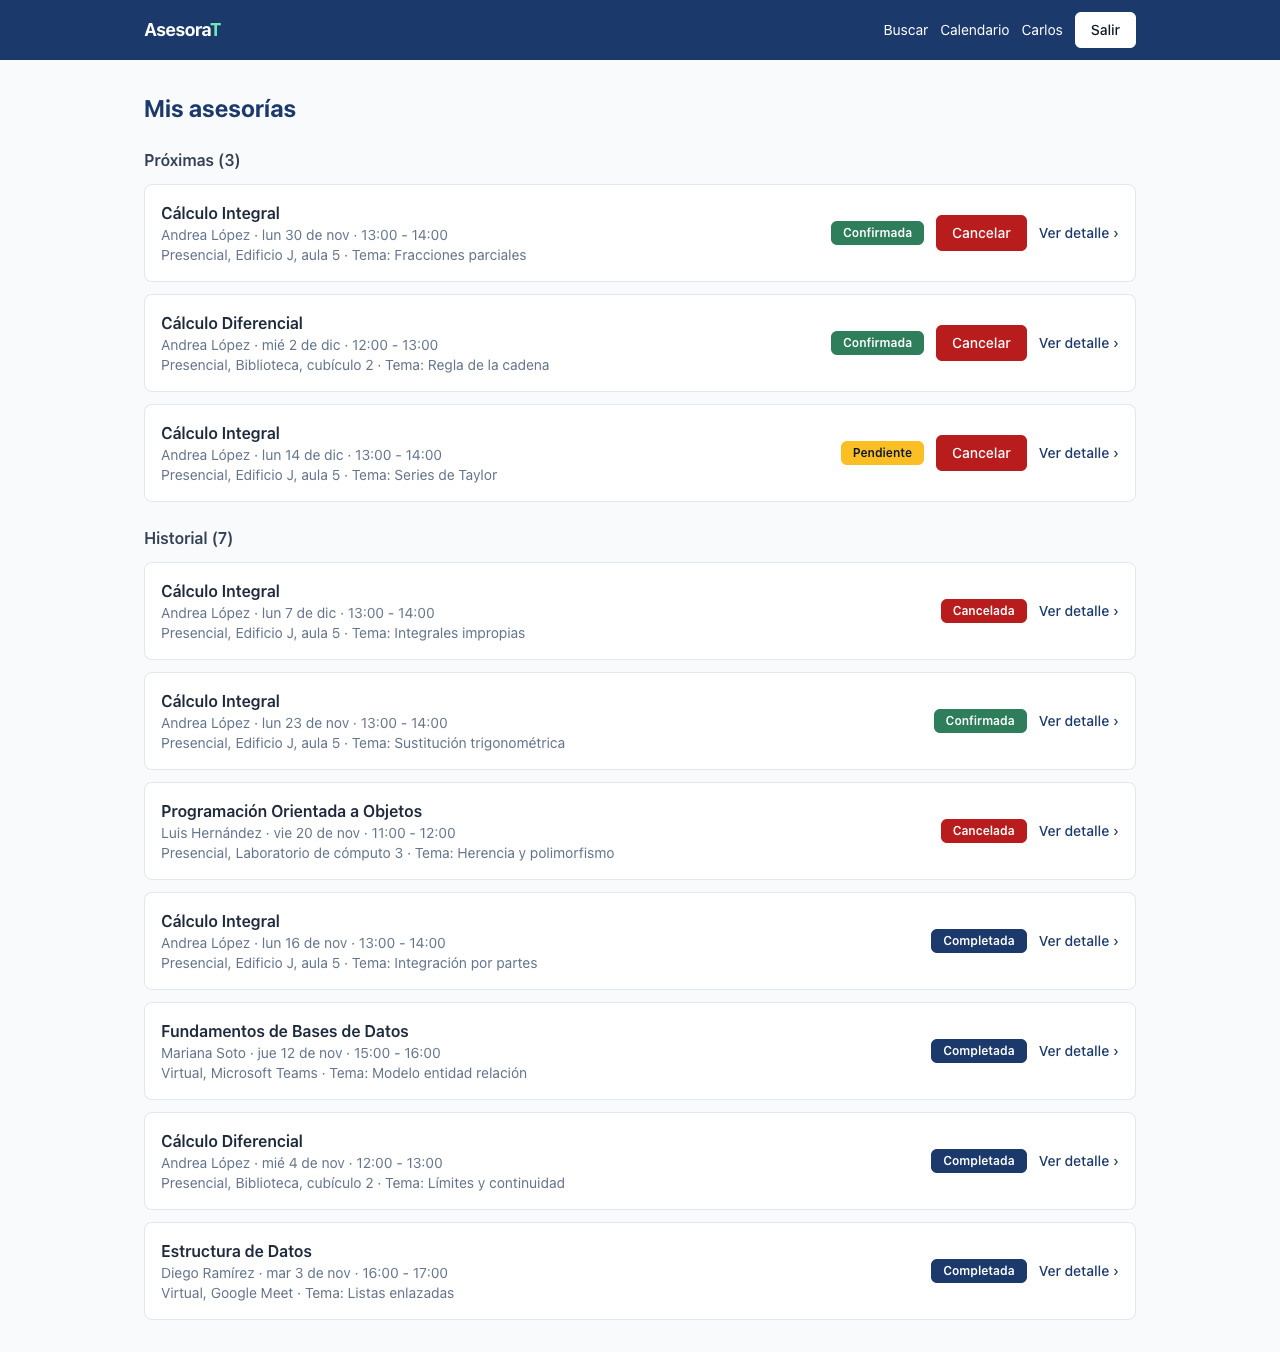 AsesoraT
Buscar Calendario Carlos Salir
Mis asesorías
Próximas (3)
Cálculo Integral
Andrea López · lun 30 de nov · 13:00 - 14:00
Presencial, Edificio J, aula 5 · Tema: Fracciones parciales
Confirmada Cancelar Ver detalle ›
Cálculo Diferencial
Andrea López · mié 2 de dic · 12:00 - 13:00
Presencial, Biblioteca, cubículo 2 · Tema: Regla de la cadena
Confirmada Cancelar Ver detalle ›
Cálculo Integral
Andrea López · lun 14 de dic · 13:00 - 14:00
Presencial, Edificio J, aula 5 · Tema: Series de Taylor
Pendiente Cancelar Ver detalle ›
Historial (7)
Cálculo Integral
Andrea López · lun 7 de dic · 13:00 - 14:00
Presencial, Edificio J, aula 5 · Tema: Integrales impropias
Cancelada Ver detalle ›
Cálculo Integral
Andrea López · lun 23 de nov · 13:00 - 14:00
Presencial, Edificio J, aula 5 · Tema: Sustitución trigonométrica
Confirmada Ver detalle ›
Programación Orientada a Objetos
Luis Hernández · vie 20 de nov · 11:00 - 12:00
Presencial, Laboratorio de cómputo 3 · Tema: Herencia y polimorfismo
Cancelada Ver detalle ›
Cálculo Integral
Andrea López · lun 16 de nov · 13:00 - 14:00
Presencial, Edificio J, aula 5 · Tema: Integración por partes
Completada Ver detalle ›
Fundamentos de Bases de Datos
Mariana Soto · jue 12 de nov · 15:00 - 16:00
Virtual, Microsoft Teams · Tema: Modelo entidad relación
Completada Ver detalle ›
Cálculo Diferencial
Andrea López · mié 4 de nov · 12:00 - 13:00
Presencial, Biblioteca, cubículo 2 · Tema: Límites y continuidad
Completada Ver detalle ›
Estructura de Datos
Diego Ramírez · mar 3 de nov · 16:00 - 17:00
Virtual, Google Meet · Tema: Listas enlazadas
Completada Ver detalle ›